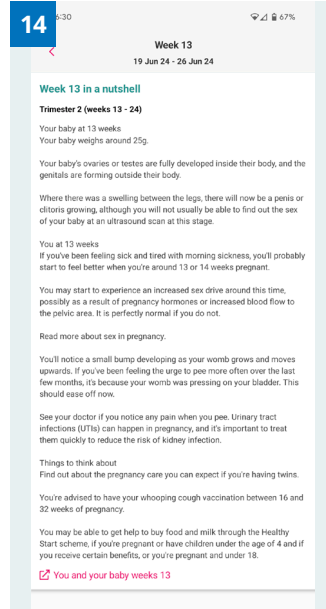 14
6:30
67%
Week 13
19 Jun 24 - 26 Jun 24
Week 13 in a nutshell
Trimester 2 (weeks 13 - 24)
Your baby at 13 weeks
Your baby weighs around 25g.
Your baby's ovaries or testes are fully developed inside their body, and the
genitals are forming outside their body.
Where there was a swelling between the legs, there will now be a penis or
clitoris growing, although you will not usually be able to find out the sex
of your baby at an ultrasound scan at this stage.
You at 13 weeks
If you've been feeling sick and tired with morning sickness, you'll probably
start to feel better when you're around 13 or 14 weeks pregnant.
You may start to experience an increased sex drive around this time,
possibly as a result of pregnancy hormones or increased blood flow to
the pelvic area. It is perfectly normal if you do not.
Read more about sex in pregnancy.
You'll notice a small bump developing as your womb grows and moves
upwards. If you've been feeling the urge to pee more often over the last
few months, it's because your womb was pressing on your bladder. This
should ease off now.
See your doctor if you notice any pain when you pee. Urinary tract
infections (UTIs) can happen in pregnancy, and it's important to treat
them quickly to reduce the risk of kidney infection.
Things to think about
Find out about the pregnancy care you can expect if you're having twins.
You're advised to have your whooping cough vaccination between 16 and
32 weeks of pregnancy.
You may be able to get help to buy food and milk through the Healthy
Start scheme, if you're pregnant or have children under the age of 4 and if
you receive certain benefits, or you're pregnant and under 18.
You and your baby weeks 13